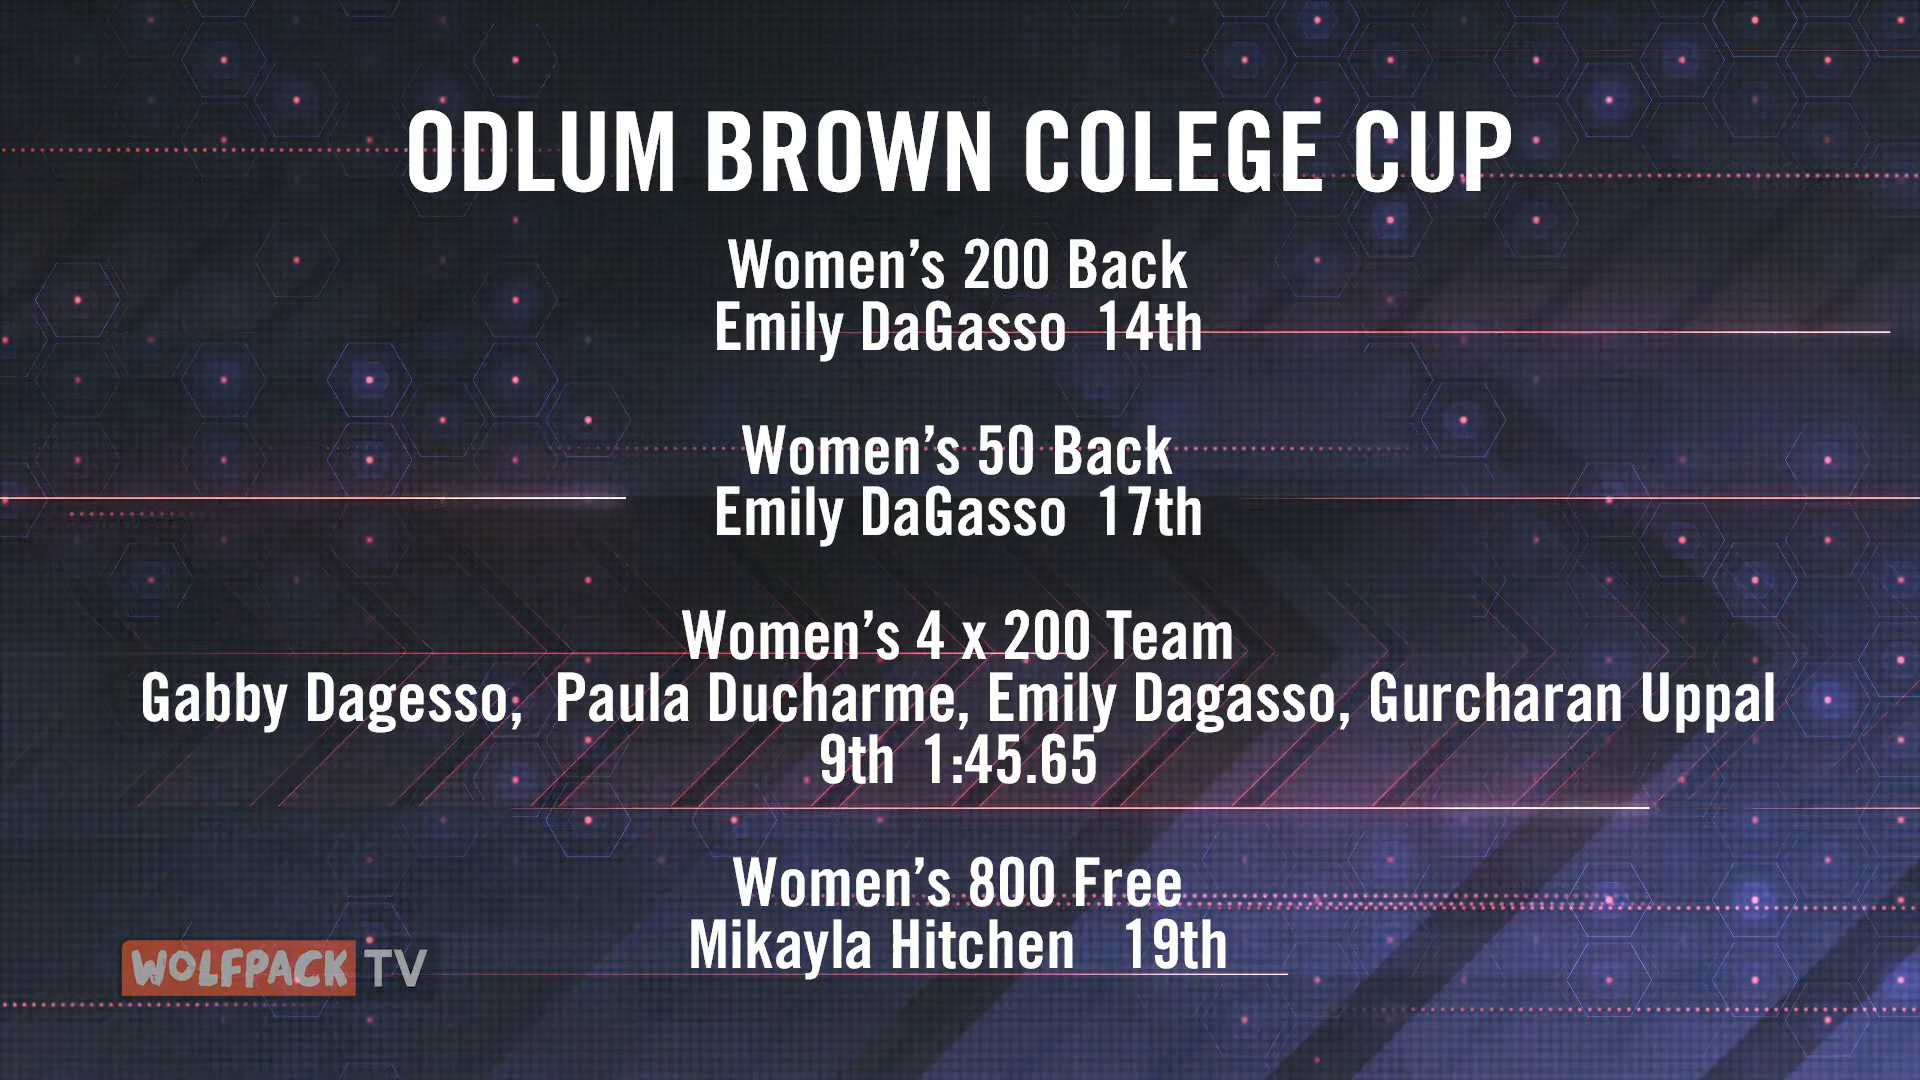 ODLUM BROWN COLEGE CUP
Women’s 200 Back
Emily DaGasso 14th
Women’s 50 Back
Emily DaGasso 17th
Women’s 4 x 200 Team
Gabby Dagesso, Paula Ducharme, Emily Dagasso, Gurcharan Uppal
9th 1:45.65
Women’s 800 Free
Mikayla Hitchen 19th
WOLFPACK TV